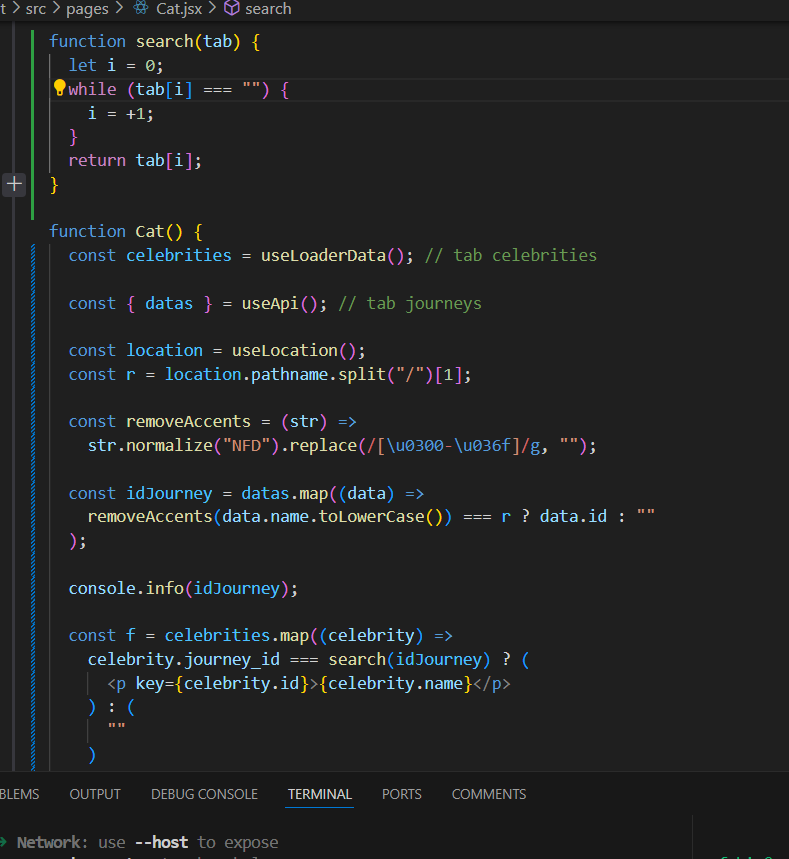 t > src > pages > Cat.jsx > search
function search(tab) {
  let i = 0;
  while (tab[i] === "") {
    i = +1;
  }
  return tab[i];
}
function Cat() {
  const celebrities = useLoaderData(); // tab celebrities
  const { datas } = useApi(); // tab journeys
  const location = useLocation();
  const r = location.pathname.split("/")[1];
  const removeAccents = (str) =>
    str.normalize("NFD").replace(/[\u0300-\u036f]/g, "");
  const idJourney = datas.map((data) =>
    removeAccents(data.name.toLowerCase()) === r ? data.id : ""
  );
  console.info(idJourney);
  const f = celebrities.map((celebrity) =>
    celebrity.journey_id === search(idJourney) ? (
      <p key={celebrity.id}>{celebrity.name}</p>
    ) : (
      ""
    )
BLEMS OUTPUT DEBUG CONSOLE TERMINAL PORTS COMMENTS
Network: use --host to expose